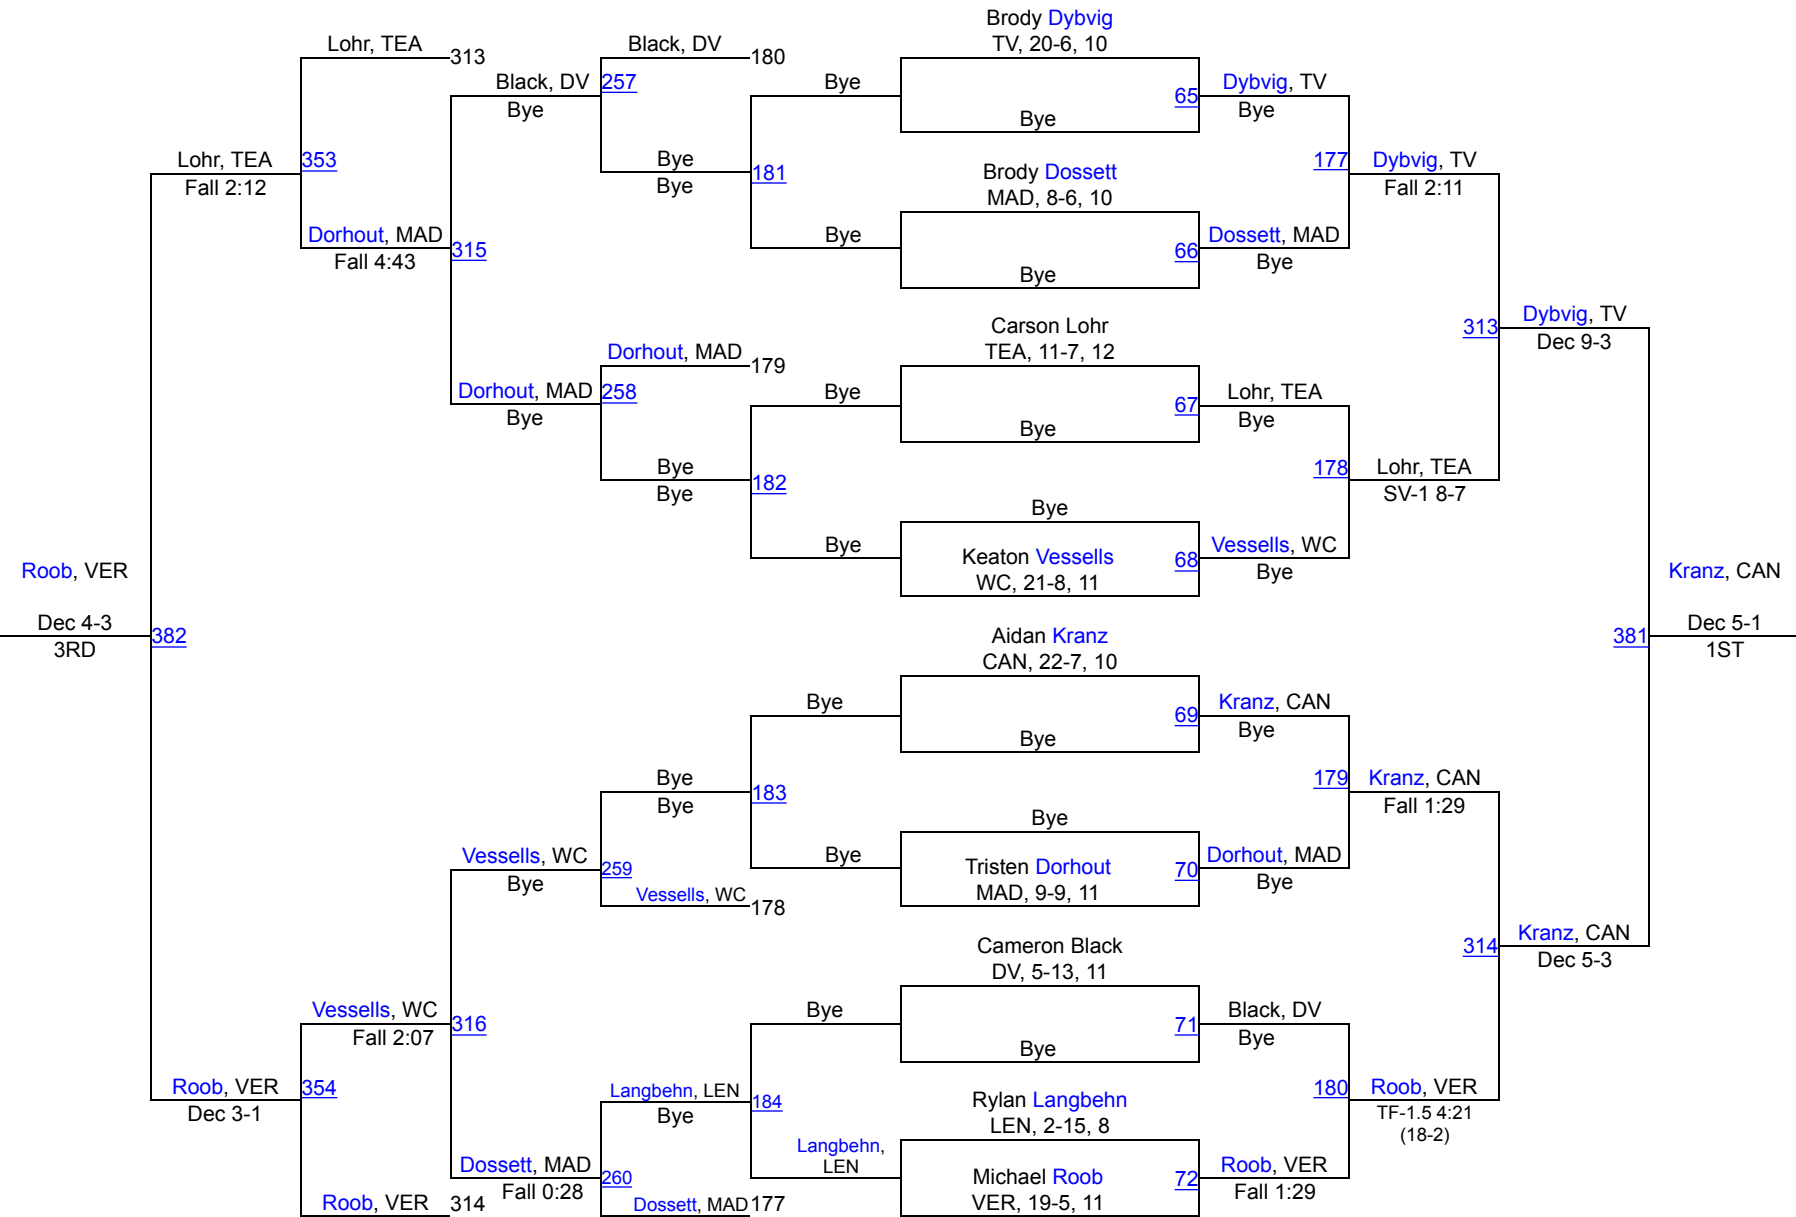 Brody Dybvig
TV, 20-6, 10
Lohr, TEA
313
Black, DV
180
Black, DV
257
Bye
Bye
65
Dybvig, TV
Bye
Bye
Bye
Lohr, TEA
353
Fall 2:12
Bye
181
Bye
Brody Dossett
MAD, 8-6, 10
177
Dybvig, TV
Fall 2:11
Dorhout, MAD
315
Fall 4:43
Bye
66
Dossett, MAD
Bye
Bye
Carson Lohr
TEA, 11-7, 12
313
Dybvig, TV
Dec 9-3
Dorhout, MAD
179
Dorhout, MAD
258
Bye
Bye
67
Lohr, TEA
Bye
Bye
Bye
182
Bye
178
Lohr, TEA
SV-1 8-7
Bye
Keaton Vessells
WC, 21-8, 11
Bye
68
Vessells, WC
Bye
Roob, VER
Dec 4-3
3RD
382
Kranz, CAN
381
Dec 5-1
1ST
Aidan Kranz
CAN, 22-7, 10
Bye
69
Kranz, CAN
Bye
Bye
Bye
183
Bye
179
Kranz, CAN
Fall 1:29
Bye
Tristen Dorhout
MAD, 9-9, 11
Vessells, WC
259
Bye
Vessells, WC
178
Bye
70
Dorhout, MAD
Bye
Cameron Black
DV, 5-13, 11
314
Kranz, CAN
Dec 5-3
Vessells, WC
316
Fall 2:07
Bye
71
Black, DV
Bye
Bye
Roob, VER
354
Dec 3-1
Langbehn, LEN
184
Bye
Rylan Langbehn
LEN, 2-15, 8
180
Roob, VER
TF-1.5 4:21
(18-2)
Langbehn,
LEN
Michael Roob
VER, 19-5, 11
72
Roob, VER
Fall 1:29
Dossett, MAD
260
Fall 0:28
Roob, VER
314
Dossett, MAD
177